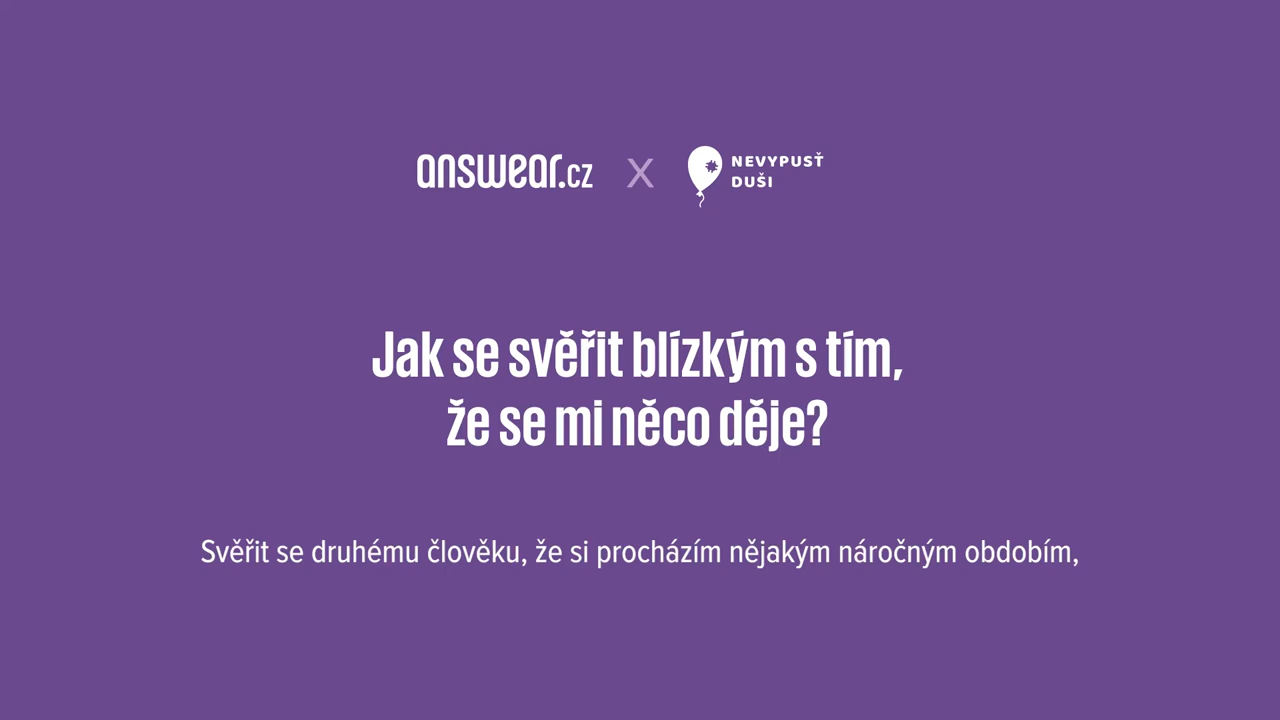 answear.cz X NEVYPUSŤ
DUŠI
Jak se svěřit blízkým s tím,
že se mi něco děje?
Svěřit se druhému člověku, že si procházím nějakým náročným obdobím,